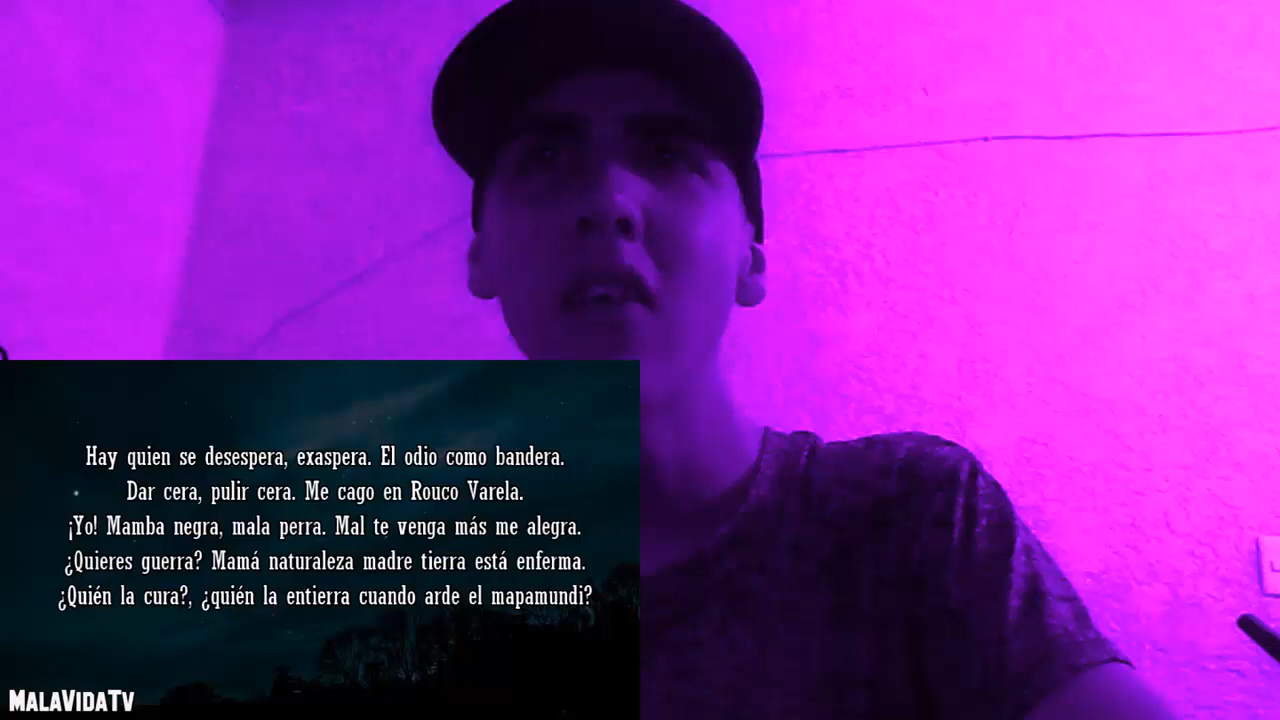 Hay quien se desespera, exaspera. El odio como bandera.
Dar cera, pulir cera. Me cago en Rouco Varela.
¡Yo! Mamba negra, mala perra. Mal te venga más me alegra.
¿Quieres guerra? Mamá naturaleza madre tierra está enferma.
¿Quién la cura?, ¿quién la entierra cuando arde el mapamundi?
MALAVIDATV